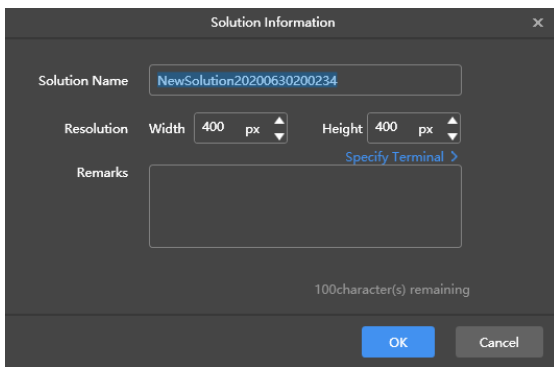 Solution Information
Solution Name NewSolution20200630200234
Resolution Width 400 px Height 400 px
Specify Terminal >
Remarks
100character(s) remaining
OK Cancel